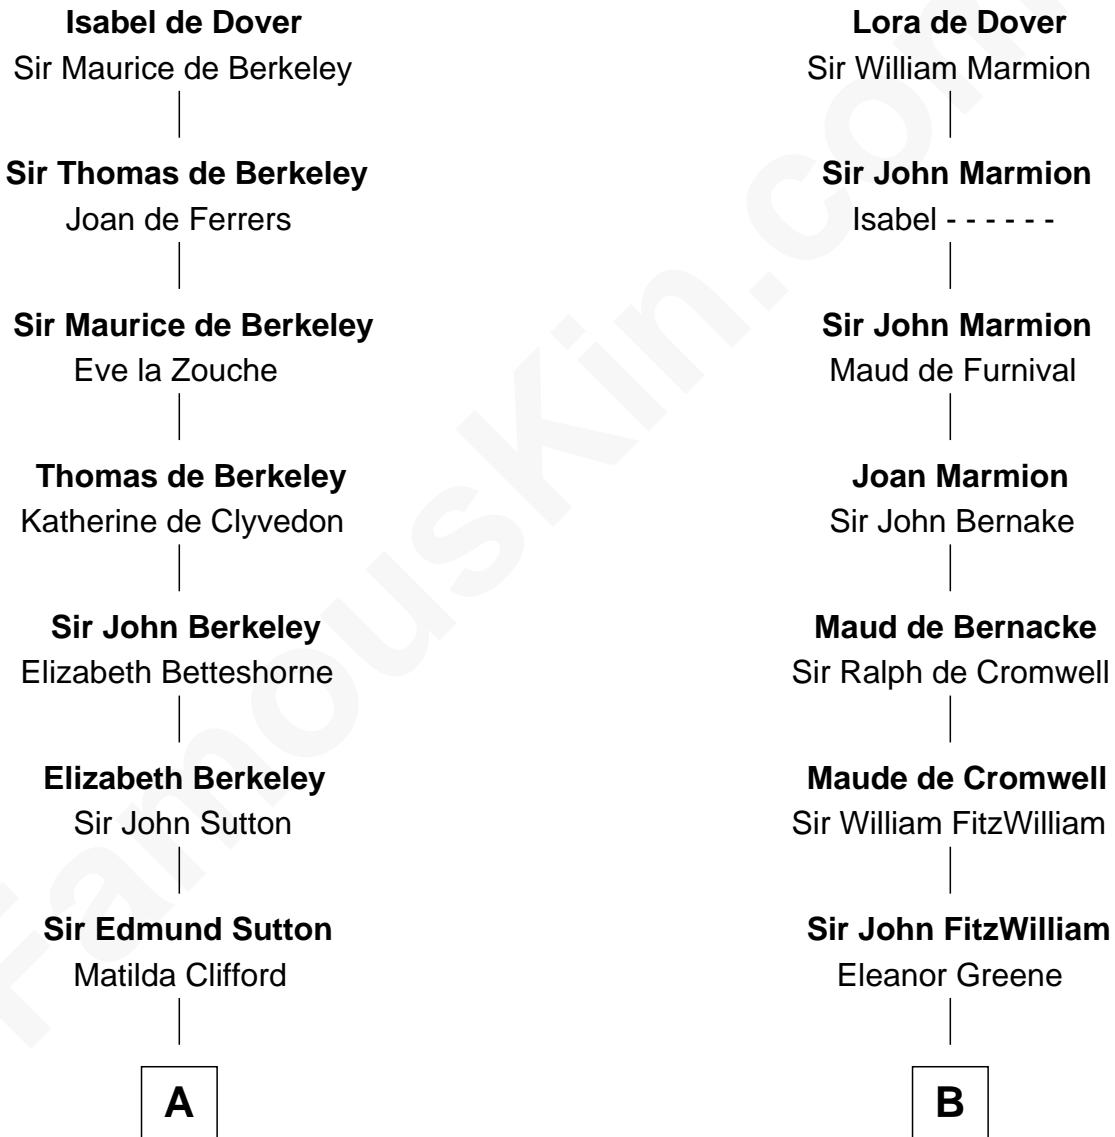 Isabel de Dover
Sir Maurice de Berkeley
Sir Thomas de Berkeley
Joan de Ferrers
Sir Maurice de Berkeley
Eve la Zouche
Thomas de Berkeley
Katherine de Clyvedon
Sir John Berkeley
Elizabeth Betteshorne
Elizabeth Berkeley
Sir John Sutton
Sir Edmund Sutton
Matilda Clifford
A
Lora de Dover
Sir William Marmion
Sir John Marmion
Isabel - - - - - -
Sir John Marmion
Maud de Furnival
Joan Marmion
Sir John Bernake
Maud de Bernacke
Sir Ralph de Cromwell
Maude de Cromwell
Sir William FitzWilliam
Sir John FitzWilliam
Eleanor Greene
B
FamousKin.com